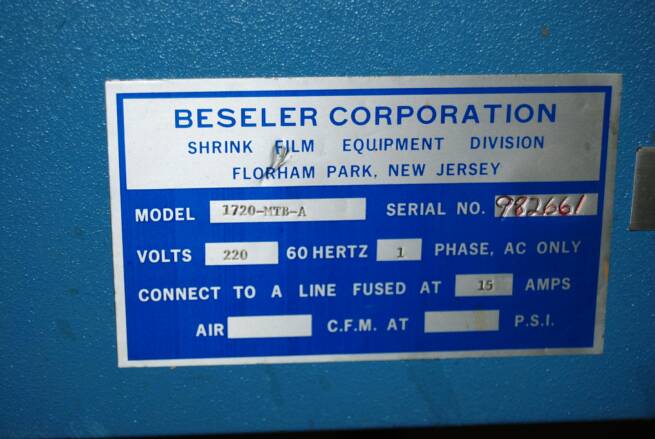 BESELER CORPORATION
SHRINK FILM EQUIPMENT DIVISION
FLORHAM PARK, NEW JERSEY
MODEL 1720-MTB-A SERIAL NO. 982661
VOLTS 220 60 HERTZ 1 PHASE, AC ONLY
CONNECT TO A LINE FUSED AT 15 AMPS
AIR C.F.M. AT P.S.I.